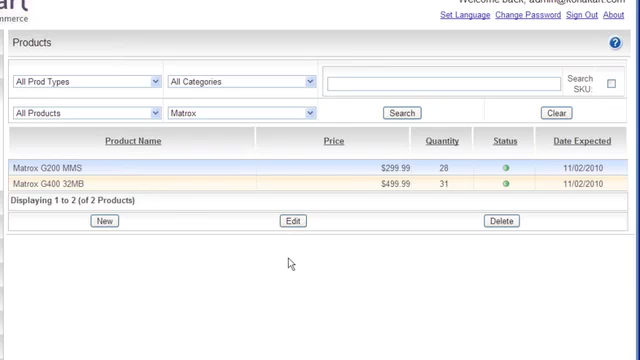 Welcome back, admin@konakart.com
Set Language Change Password Sign Out About
Products
All Prod Types All Categories Search SKU:
All Products Matrox Search Clear
Product Name Price Quantity Status Date Expected
Matrox G200 MMS $299.99 28 11/02/2010
Matrox G400 32MB $499.99 31 11/02/2010
Displaying 1 to 2 (of 2 Products)
New Edit Delete